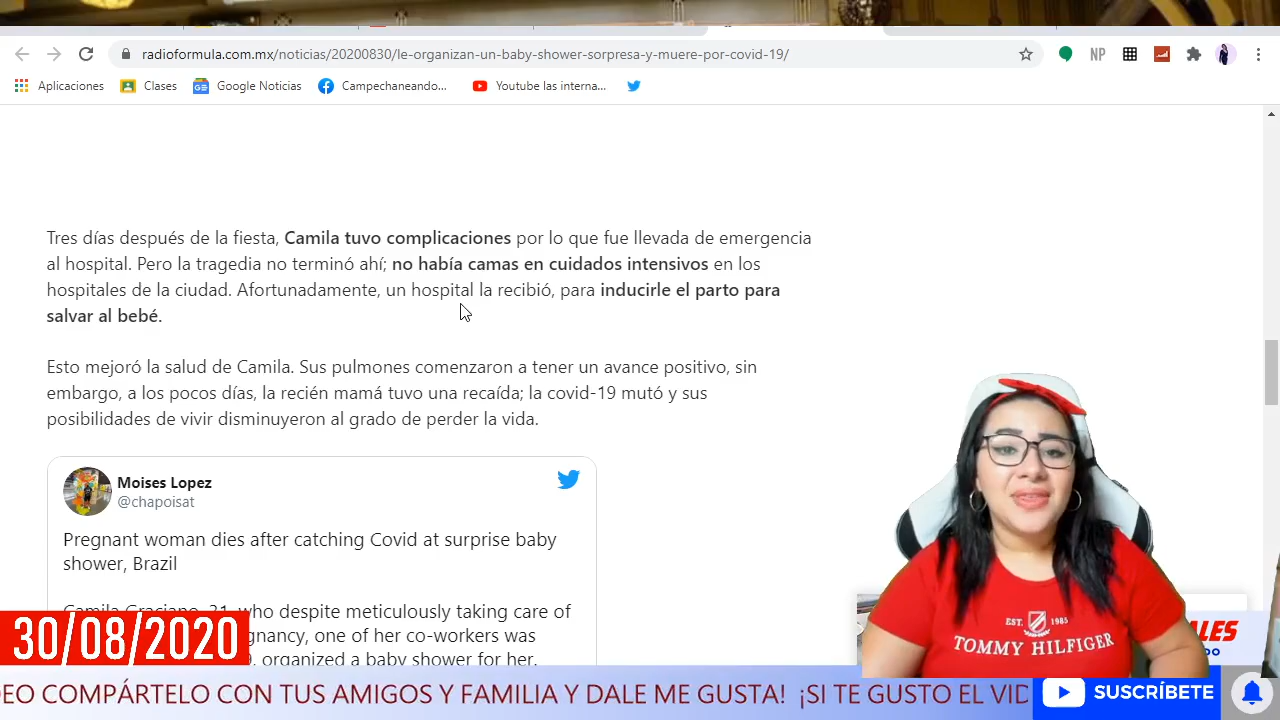 radioformula.com.mx/noticias/20200830/le-organizan-un-baby-shower-sorpresa-y-muere-por-covid-19/
NP
Aplicaciones Clases Google Noticias Campechaneando... Youtube las interna...
Tres días después de la fiesta, Camila tuvo complicaciones por lo que fue llevada de emergencia
al hospital. Pero la tragedia no terminó ahí; no había camas en cuidados intensivos en los
hospitales de la ciudad. Afortunadamente, un hospital la recibió, para inducirle el parto para
salvar al bebé.
Esto mejoró la salud de Camila. Sus pulmones comenzaron a tener un avance positivo, sin
embargo, a los pocos días, la recién mamá tuvo una recaída; la covid-19 mutó y sus
posibilidades de vivir disminuyeron al grado de perder la vida.
Moises Lopez
@chapoisat
Pregnant woman dies after catching Covid at surprise baby
shower, Brazil
Camila Graciano, 31, who despite meticulously taking care of
one of her co-workers was
organized a baby shower for her.
EST. 1985
TOMMY HILFIGER
30/08/2020
COMPÁRTELO CON TUS AMIGOS Y FAMILIA Y DALE ME GUSTA! ¡SI TE GUSTO EL VID
SUSCRÍBETE